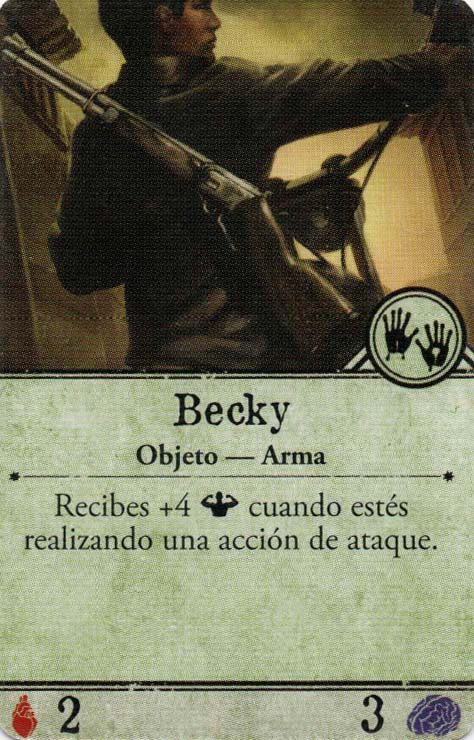 Becky
Objeto — Arma
Recibes +4 cuando estés
realizando una acción de ataque.
2
3